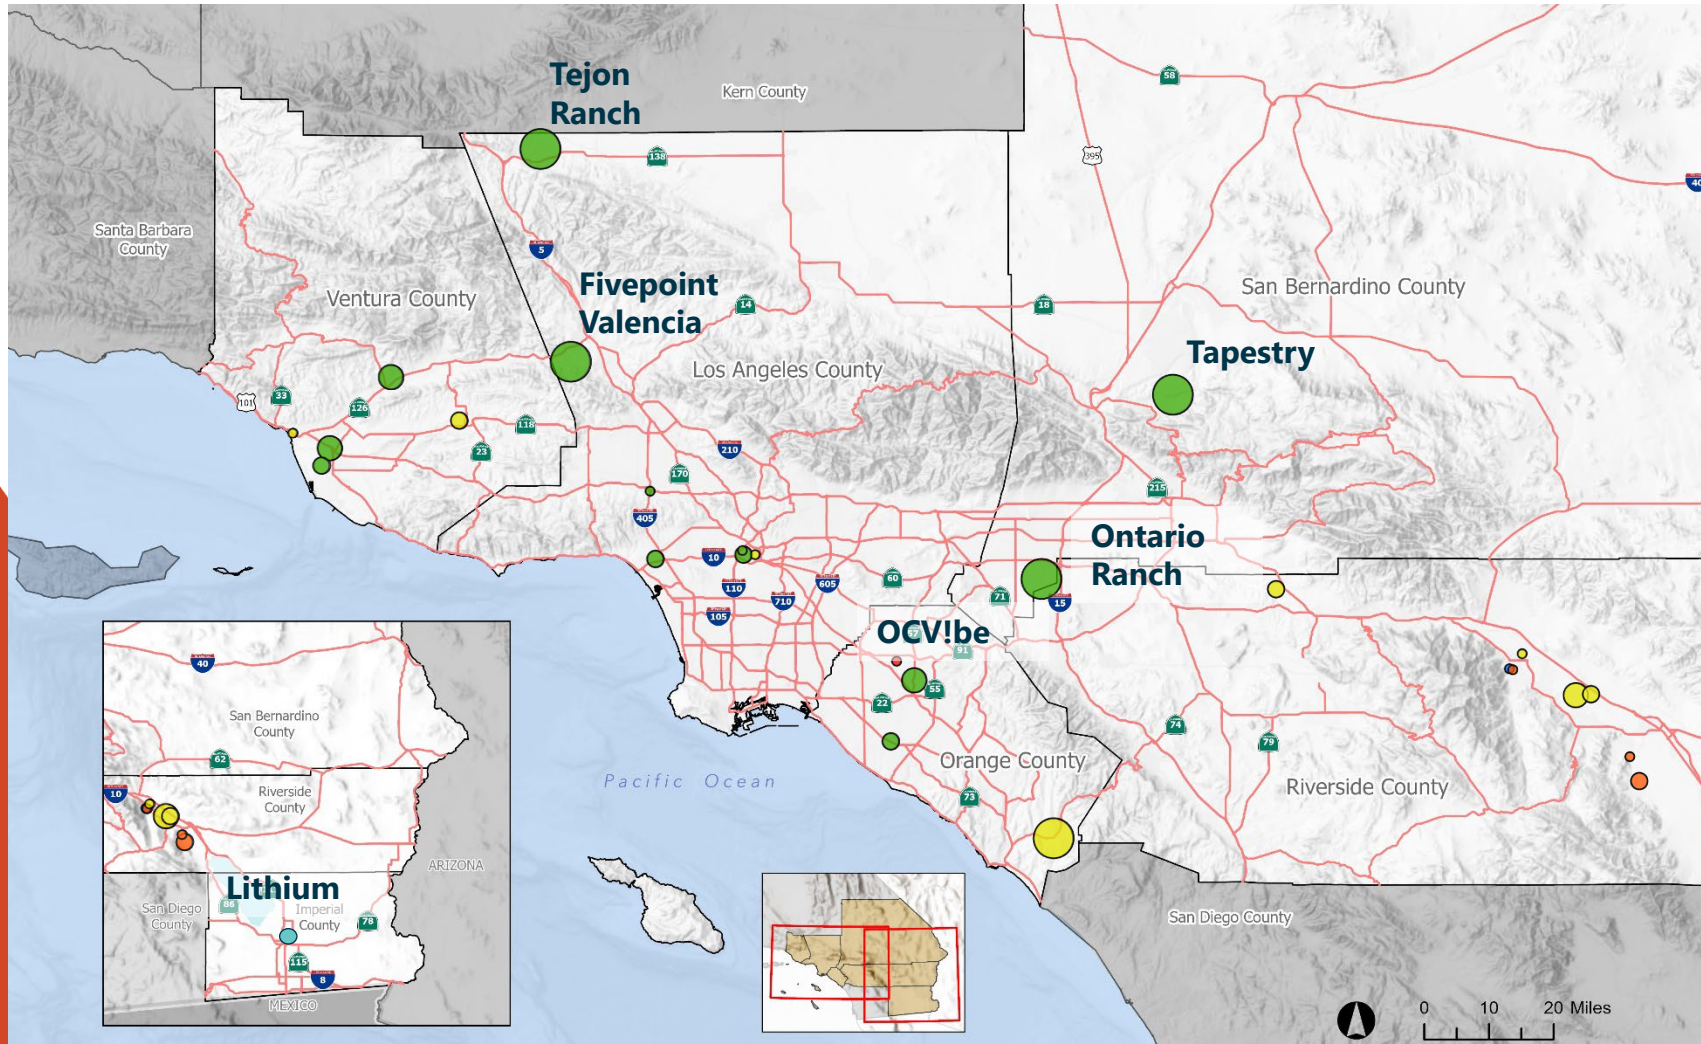 Tejon
Ranch
Kern County
58
395
138
40
Santa Barbara
County
5
Fivepoint
Valencia
Ventura County
14
18
San Bernardino County
Los Angeles County
Tapestry
33
101
126
118
23
210
170
215
405
Ontario
Ranch
10
110
605
60
71
15
710
105
OCV!be
67
91
55
22
74
79
Orange County
Riverside County
73
Pacific Ocean
San Diego County
40
San Bernardino
County
62
10
Riverside
County
ARIZONA
Lithium
86
San Diego
County
Imperial
County
78
115
8
MEXICO
0 10 20 Miles